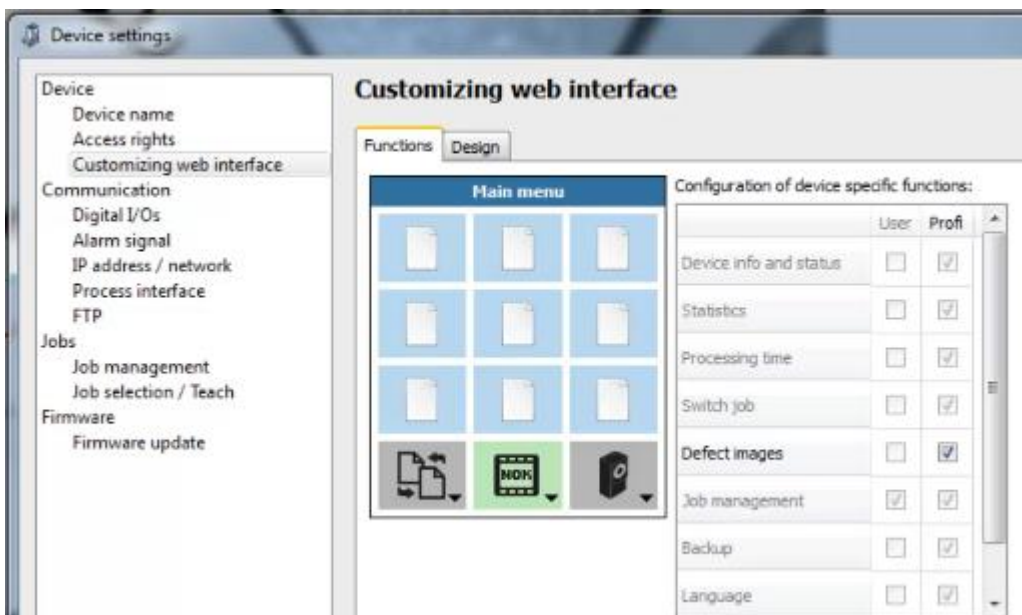 Device settings
Device
Device name
Access rights
Customizing web interface
Communication
Digital I/Os
Alarm signal
IP address / network
Process interface
FTP
Jobs
Job management
Job selection / Teach
Firmware
Firmware update
Customizing web interface
Functions Design
Main menu
NOK
Configuration of device specific functions:
User Profi
Device info and status
Statistics
Processing time
Switch job
Defect images
Job management
Backup
Language